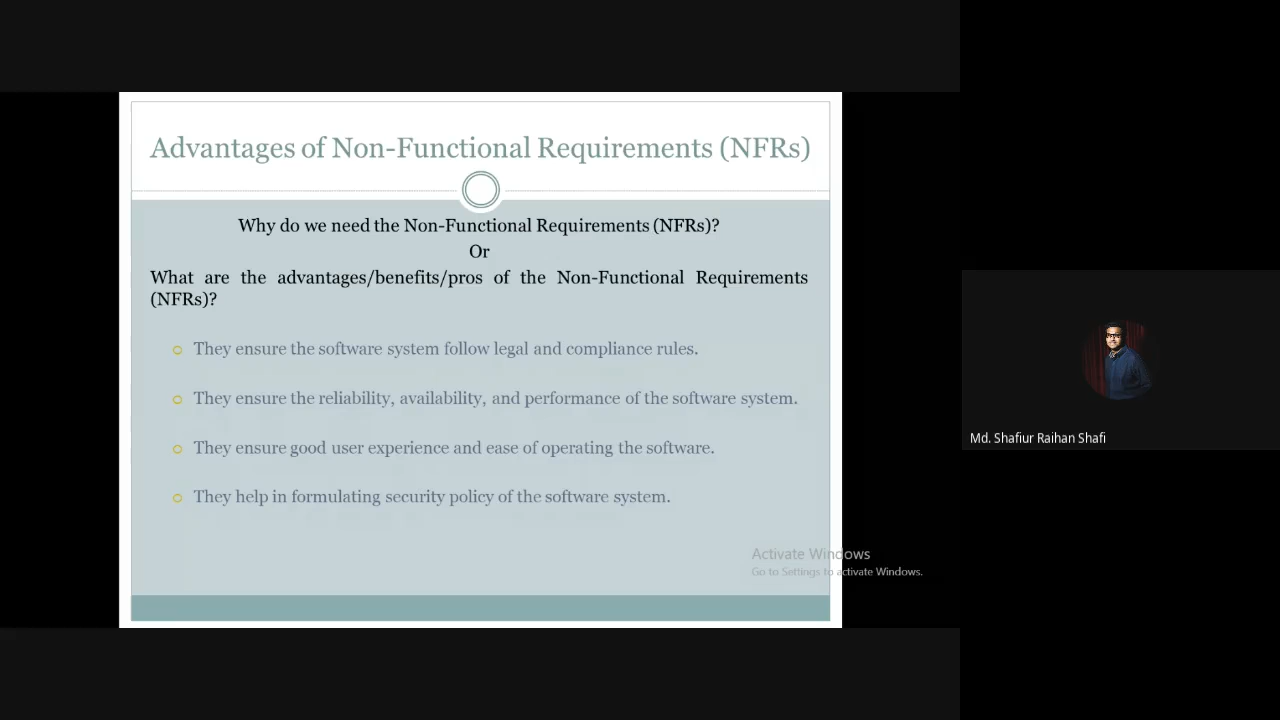 Advantages of Non-Functional Requirements (NFRs)
Why do we need the Non-Functional Requirements (NFRs)?
Or
What are the advantages/benefits/pros of the Non-Functional Requirements
(NFRs)?
They ensure the software system follow legal and compliance rules.
They ensure the reliability, availability, and performance of the software system.
They ensure good user experience and ease of operating the software.
They help in formulating security policy of the software system.
Activate Windows
Go to Settings to activate Windows.
Md. Shafiur Raihan Shafi